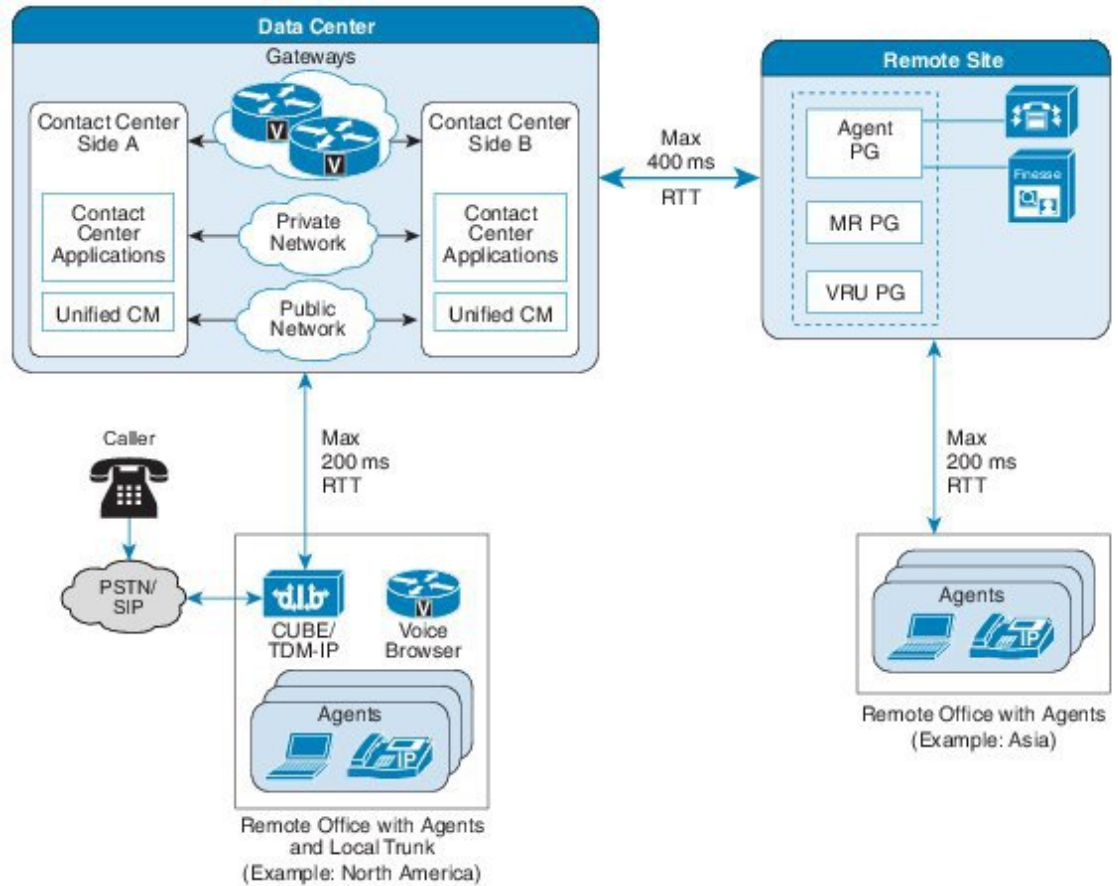 Data Center
Gateways
Contact Center
Side A
V
V
Contact Center
Side B
Contact
Center
Applications
Private
Network
Contact
Center
Applications
Unified CM
Public
Network
Unified CM
Max
400 ms
RTT
Remote Site
Agent
PG
Finesse
MR PG
VRU PG
Caller
Max
200 ms
RTT
Max
200 ms
RTT
PSTN/
SIP
CUBE/
TDM-IP
V
Voice
Browser
Agents
IP
Remote Office with Agents
and Local Trunk
(Example: North America)
Agents
IP
Remote Office with Agents
(Example: Asia)